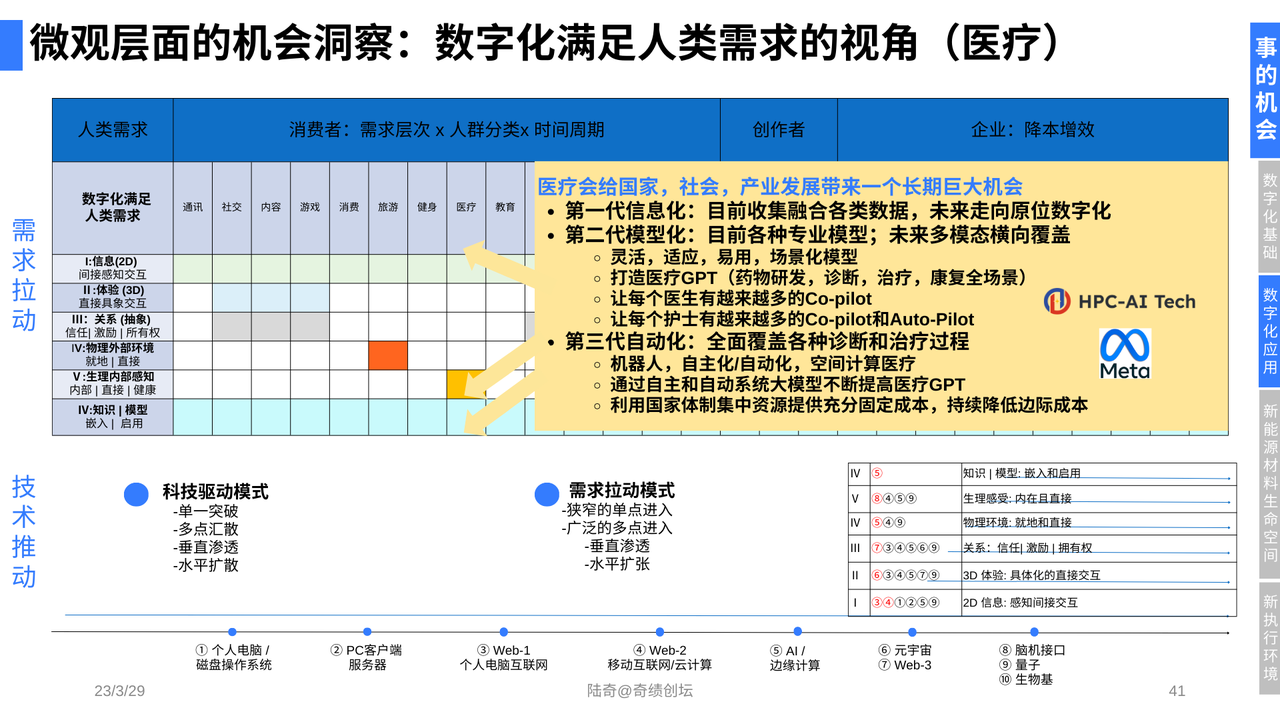 微观层面的机会洞察：数字化满足人类需求的视角（医疗）
人类需求
消费者：需求层次 x 人群分类x 时间周期
创作者
企业：降本增效
数字化满足
人类需求
通讯
社交
内容
游戏
消费
旅游
健身
医疗
教育
I:信息(2D)
间接感知交互
II :体验 (3D)
直接具象交互
III：关系 (抽象)
信任| 激励 | 所有权
IV:物理外部环境
就地 | 直接
V :生理内部感知
内部 | 直接 | 健康
IV:知识 | 模型
嵌入 | 启用
医疗会给国家，社会，产业发展带来一个长期巨大机会
• 第一代信息化：目前收集融合各类数据，未来走向原位数字化
• 第二代模型化：目前各种专业模型；未来多模态横向覆盖
○ 灵活，适应，易用，场景化模型
○ 打造医疗GPT（药物研发，诊断，治疗，康复全场景）
○ 让每个医生有越来越多的Co-pilot
○ 让每个护士有越来越多的Co-pilot和Auto-Pilot
• 第三代自动化：全面覆盖各种诊断和治疗过程
○ 机器人，自主化/自动化，空间计算医疗
○ 通过自主和自动系统大模型不断提高医疗GPT
○ 利用国家体制集中资源提供充分固定成本，持续降低边际成本
HPC-AI Tech
Meta
需求拉动
技术推动
科技驱动模式
-单一突破
-多点汇散
-垂直渗透
-水平扩散
需求拉动模式
-狭窄的单点进入
-广泛的多点进入
-垂直渗透
-水平扩张
IV ⑤ 知识 | 模型: 嵌入和启用
V ⑧④⑤⑨ 生理感受: 内在且直接
IV ⑤④⑨ 物理环境: 就地和直接
III ⑦③④⑤⑥⑨ 关系：信任| 激励 | 拥有权
II ⑥③④⑤⑦⑨ 3D 体验: 具体化的直接交互
I ③④①②⑤⑨ 2D 信息: 感知间接交互
① 个人电脑 /
磁盘操作系统
② PC客户端
服务器
③ Web-1
个人电脑互联网
④ Web-2
移动互联网/云计算
⑤ AI /
边缘计算
⑥ 元宇宙
⑦ Web-3
⑧ 脑机接口
⑨ 量子
⑩ 生物基
23/3/29
陆奇@奇绩创坛
41
事的机会
数字化基础
数字化应用
新能源材料生命空间
新执行环境